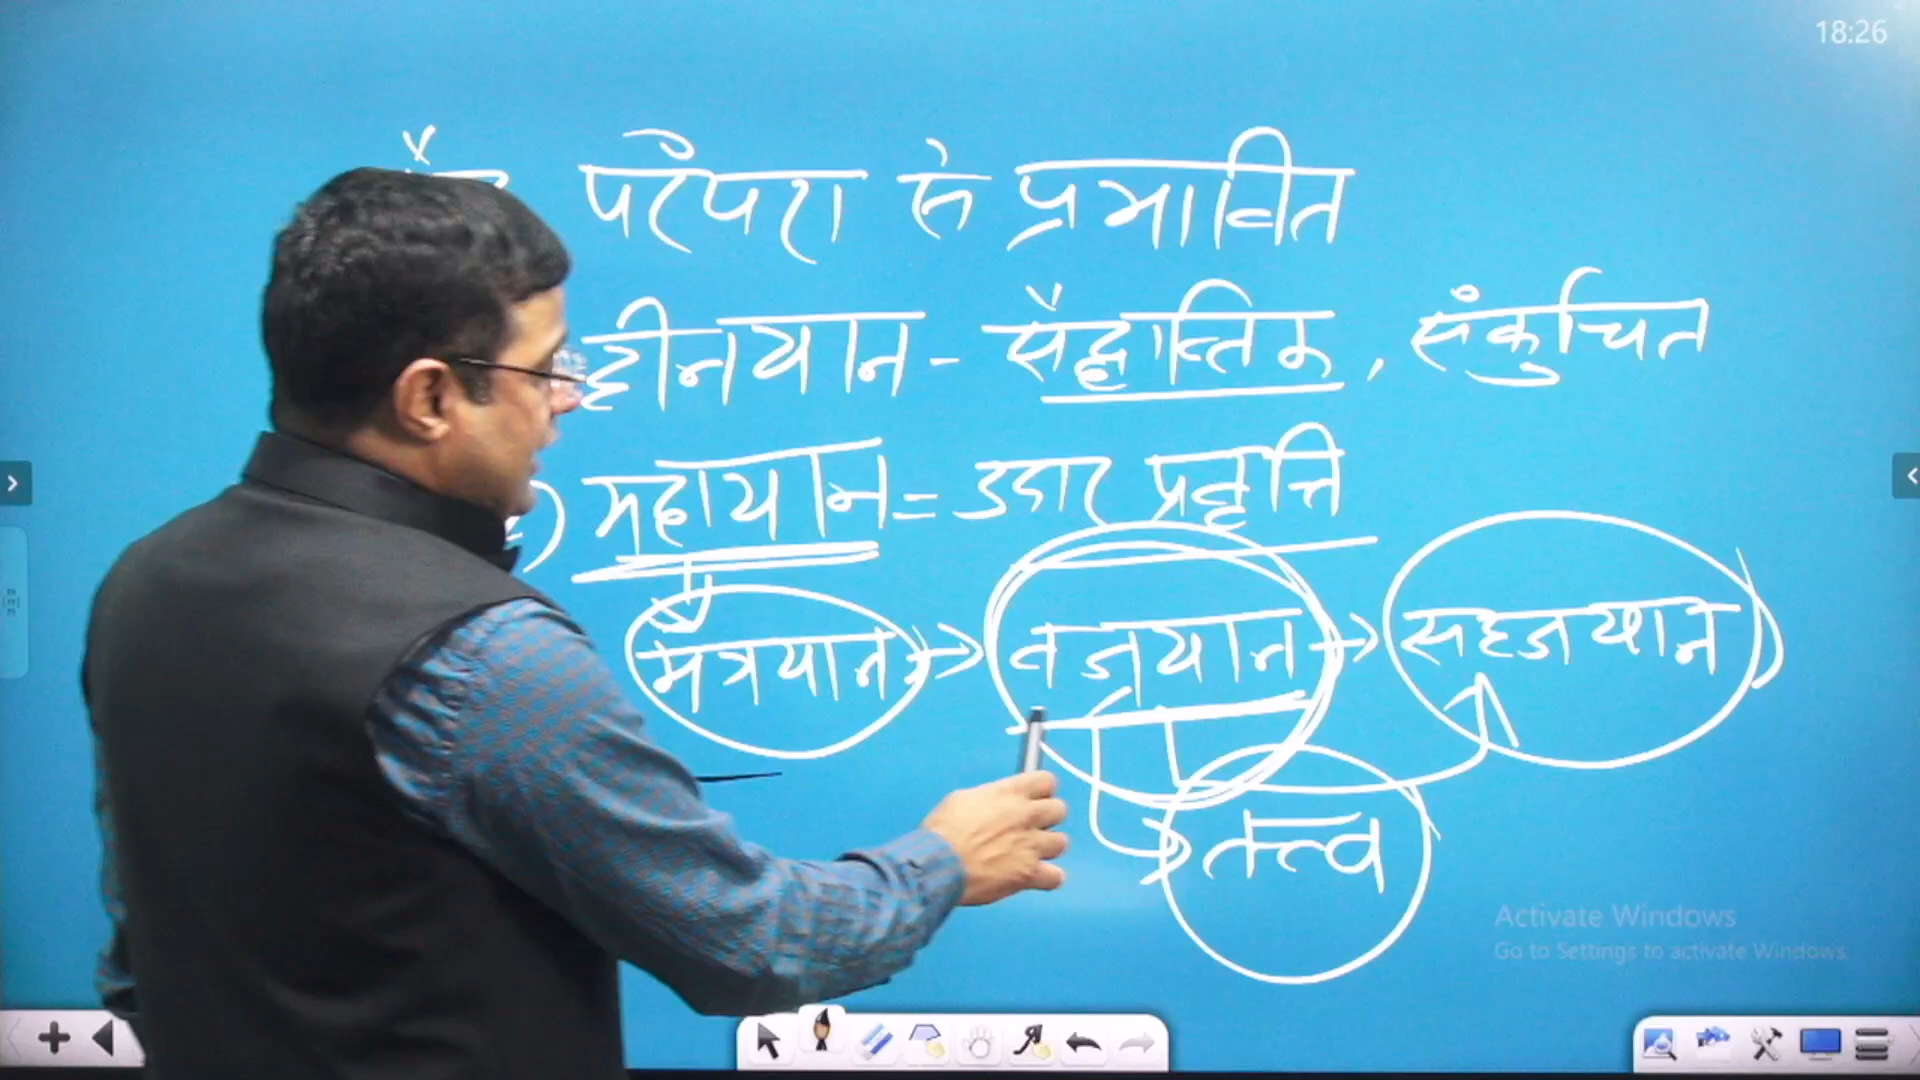 18:26
परंपरा से प्रभावित
हीनयान - सैद्धान्तिक, संकुचित
महायान = उदार प्रवृत्ति
मंत्रयान → वज्रयान → सहजयान
तत्त्व
Activate Windows
Go to Settings to activate Windows.